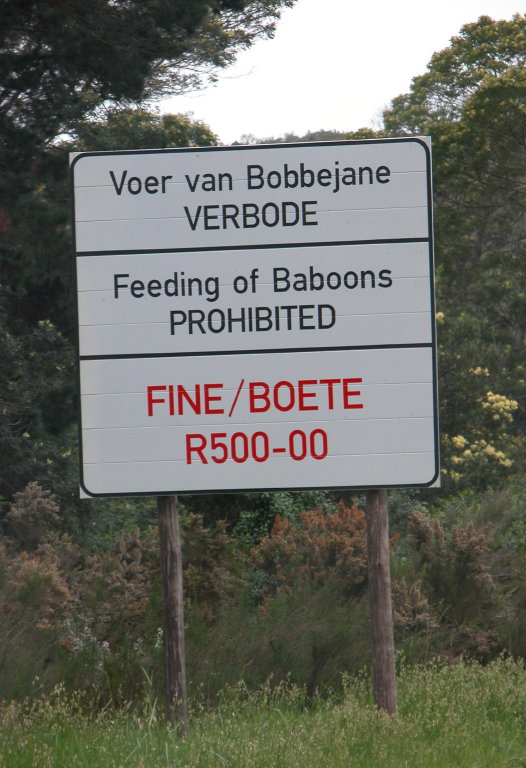 Voer van Bobbejane
VERBODE
Feeding of Baboons
PROHIBITED
FINE/BOETE
R500-00